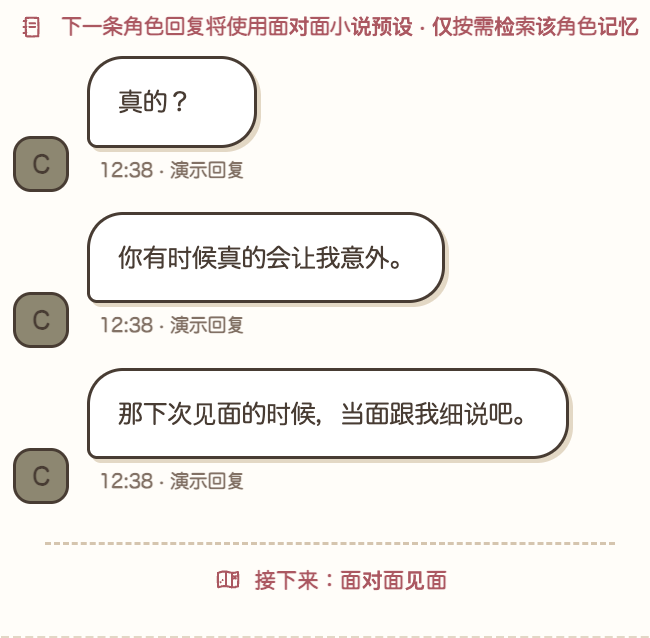 下一条角色回复将使用面对面小说预设 · 仅按需检索该角色记忆
真的？
C
12:38 · 演示回复
你有时候真的会让我意外。
C
12:38 · 演示回复
那下次见面的时候，当面跟我细说吧。
C
12:38 · 演示回复
接下来：面对面见面